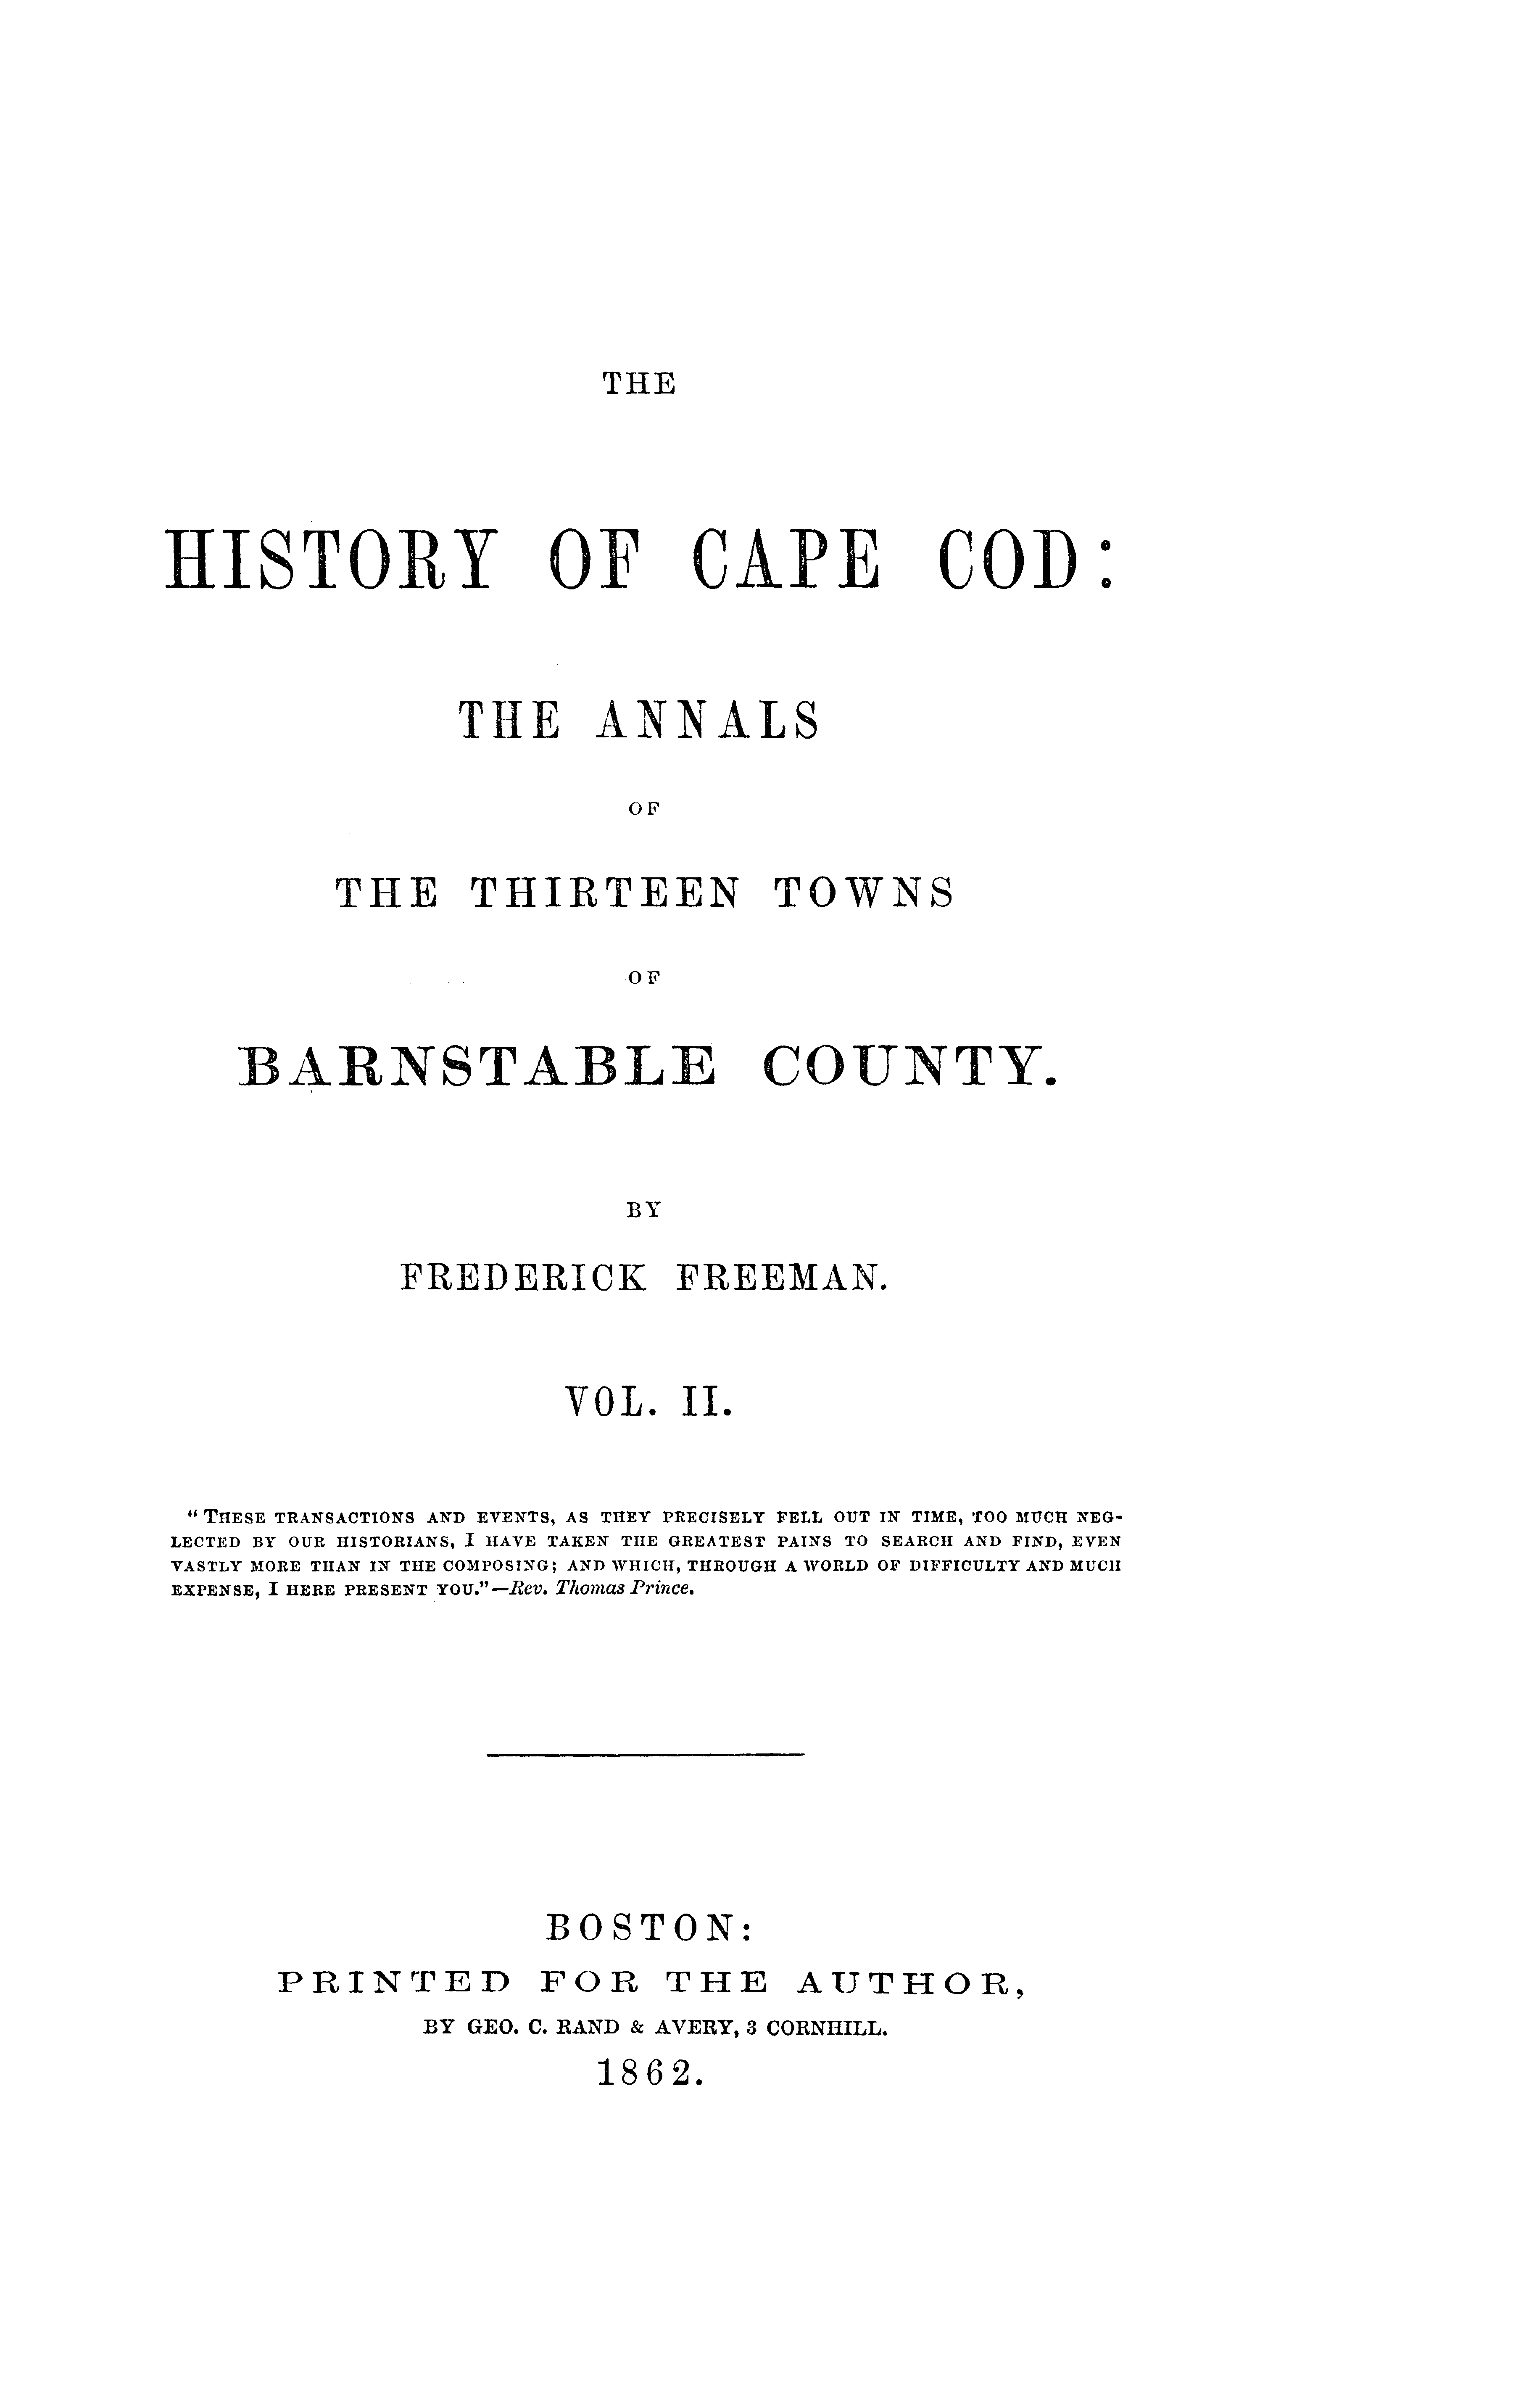 THE
HISTORY OF CAPE COD:
THE ANNALS
OF
THE THIRTEEN TOWNS
OF
BARNSTABLE COUNTY.
BY
FREDERICK FREEMAN.
VOL. II.
“THESE TRANSACTIONS AND EVENTS, AS THEY PRECISELY FELL OUT IN TIME, TOO MUCH NEG-
LECTED BY OUR HISTORIANS, I HAVE TAKEN THE GREATEST PAINS TO SEARCH AND FIND, EVEN
VASTLY MORE THAN IN THE COMPOSING; AND WHICH, THROUGH A WORLD OF DIFFICULTY AND MUCH
EXPENSE, I HERE PRESENT YOU.”—Rev. Thomas Prince.
BOSTON:
PRINTED FOR THE AUTHOR,
BY GEO. C. RAND & AVERY, 3 CORNHILL.
1862.